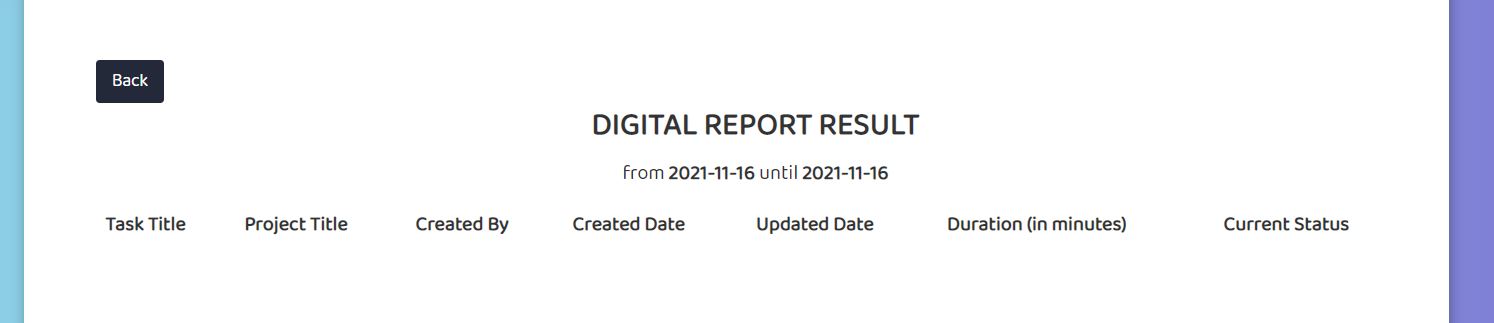 Back
DIGITAL REPORT RESULT
from 2021-11-16 until 2021-11-16
Task Title Project Title Created By Created Date Updated Date Duration (in minutes) Current Status